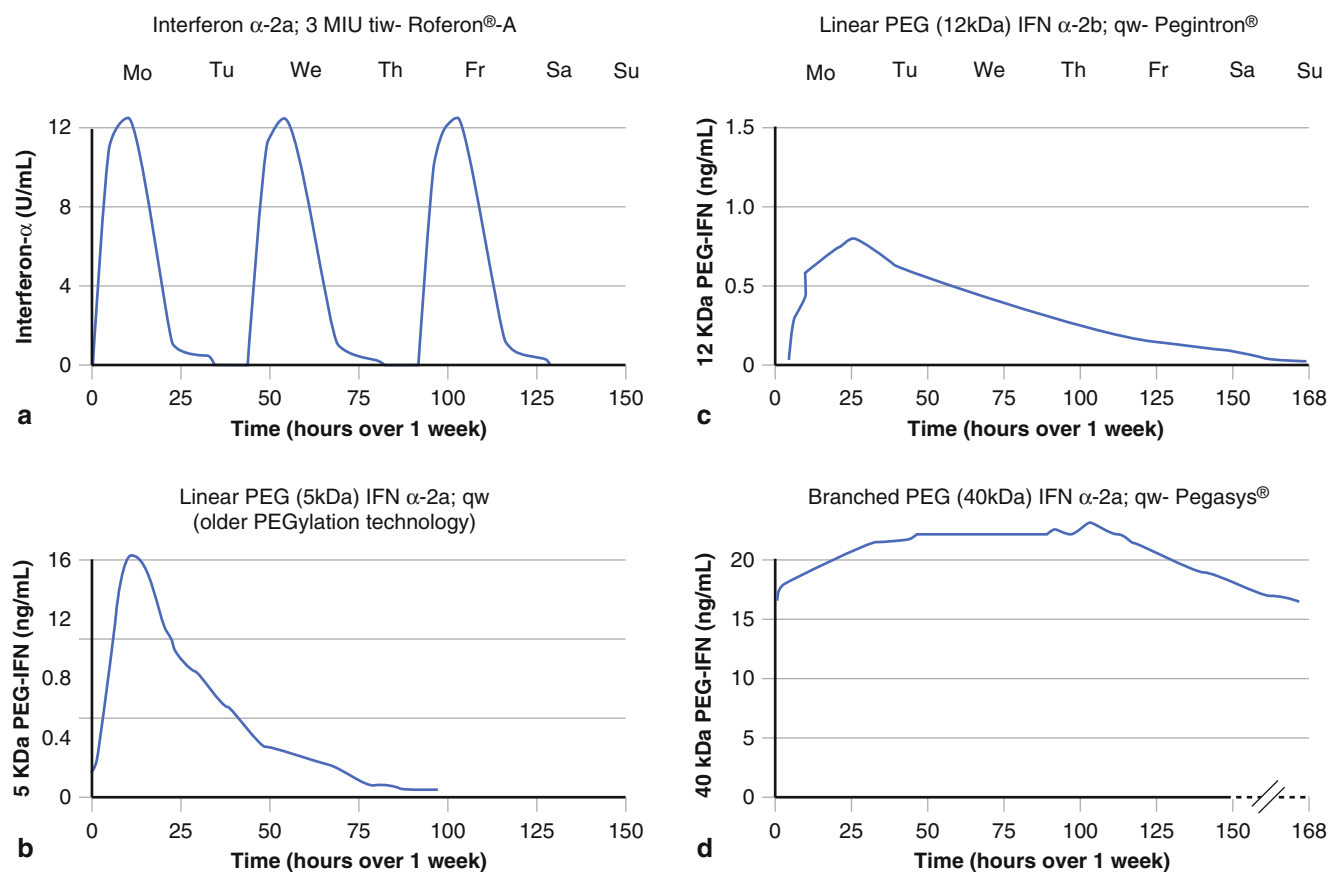 Interferon α-2a; 3 MIU tiw- Roferon®-A
Mo Tu We Th Fr Sa Su
Interferon-α (U/mL)
12
8
4
0
0 25 50 75 100 125 150
Time (hours over 1 week)
a
Linear PEG (12kDa) IFN α-2b; qw- Pegintron®
Mo Tu We Th Fr Sa Su
12 KDa PEG-IFN (ng/mL)
1.5
1.0
0.5
0
0 25 50 75 100 125 150 168
Time (hours over 1 week)
c
Linear PEG (5kDa) IFN α-2a; qw
(older PEGylation technology)
5 KDa PEG-IFN (ng/mL)
16
12
0.8
0.4
0
0 25 50 75 100 125 150
Time (hours over 1 week)
b
Branched PEG (40kDa) IFN α-2a; qw- Pegasys®
40 kDa PEG-IFN (ng/mL)
20
15
10
5
0
0 25 50 75 100 125 150 168
Time (hours over 1 week)
d